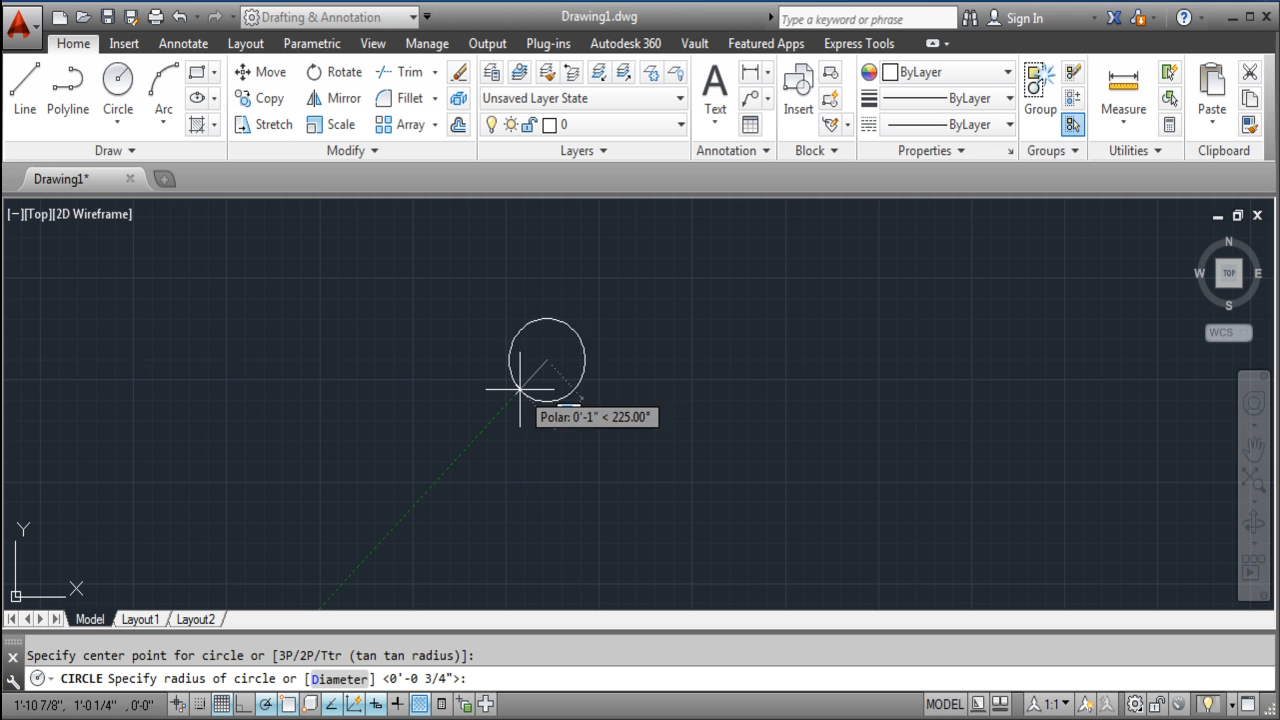 Drafting & Annotation
Drawing1.dwg
Type a keyword or phrase
Sign In
Home Insert Annotate Layout Parametric View Manage Output Plug-ins Autodesk 360 Vault Featured Apps Express Tools
Line Polyline Circle Arc
Move Rotate Trim
Copy Mirror Fillet
Stretch Scale Array
Unsaved Layer State
0
Text
Insert
ByLayer
ByLayer
ByLayer
Group
Measure
Paste
Draw Modify Layers Annotation Block Properties Groups Utilities Clipboard
Drawing1*
[−][Top][2D Wireframe]
N
W TOP E
S
WCS
Polar: 0'-1" < 225.00°
Y
X
Model Layout1 Layout2
Specify center point for circle or [3P/2P/Ttr (tan tan radius)]:
CIRCLE Specify radius of circle or [Diameter] <0'-0 3/4">:
1'-10 7/8", 1'-0 1/4" , 0'-0"
MODEL
1:1